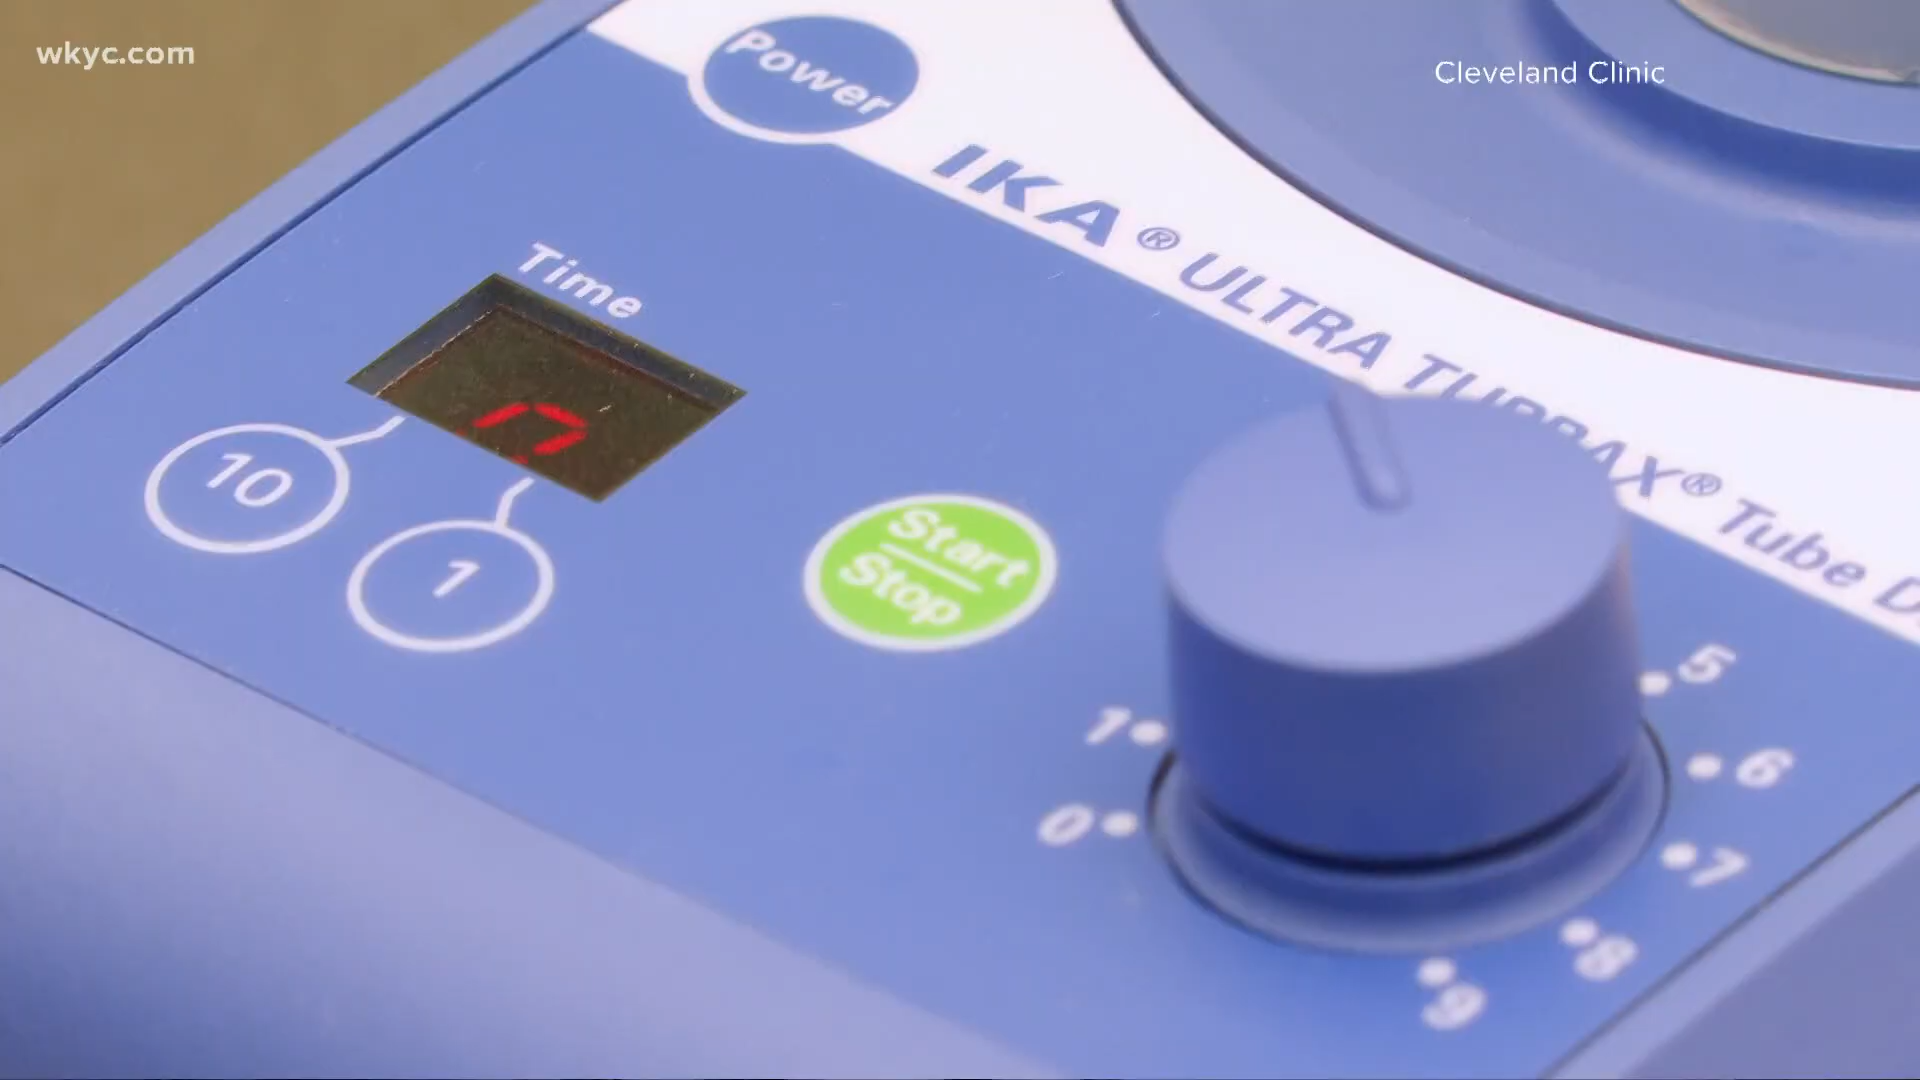 wkyc.com
Cleveland Clinic
Power
IKA® ULTRA TURRAX® Tube
Time
10
1
Start
Stop
0
1
5
6
7
8
9